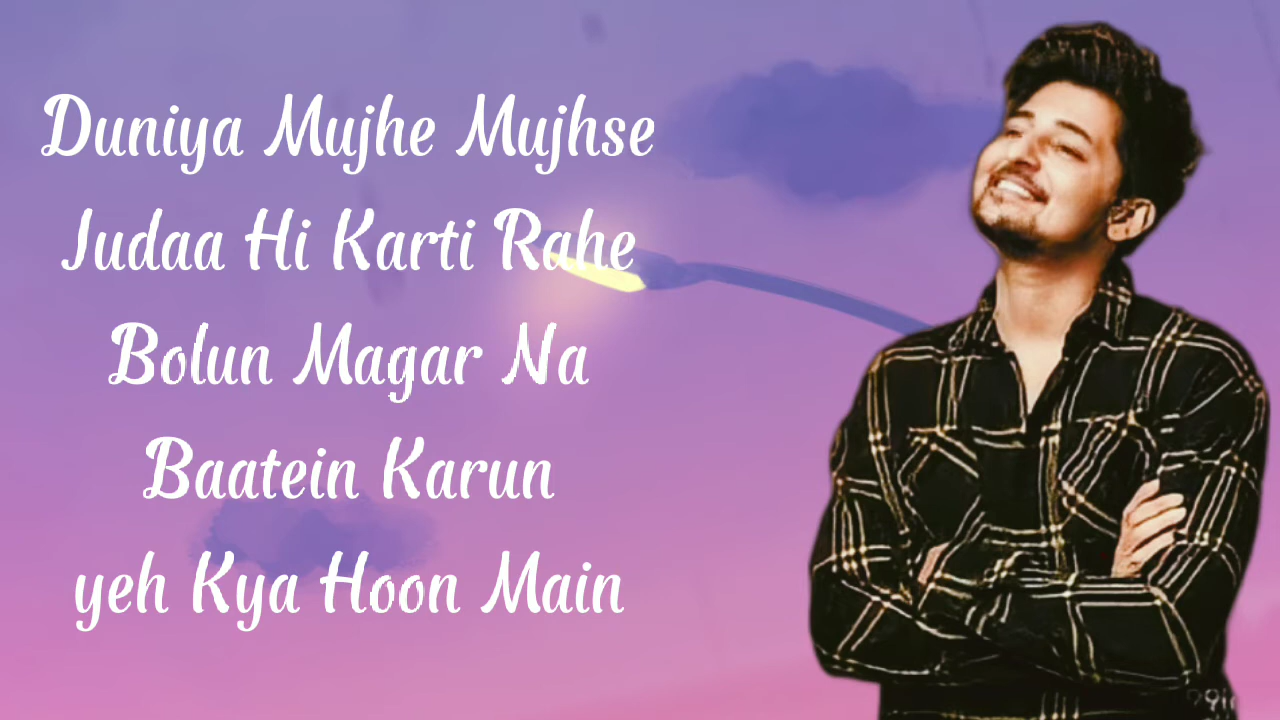 Duniya Mujhe Mujhse
Judaa Hi Karti Rahe
Bolun Magar Na
Baatein Karun
yeh Kya Hoon Main